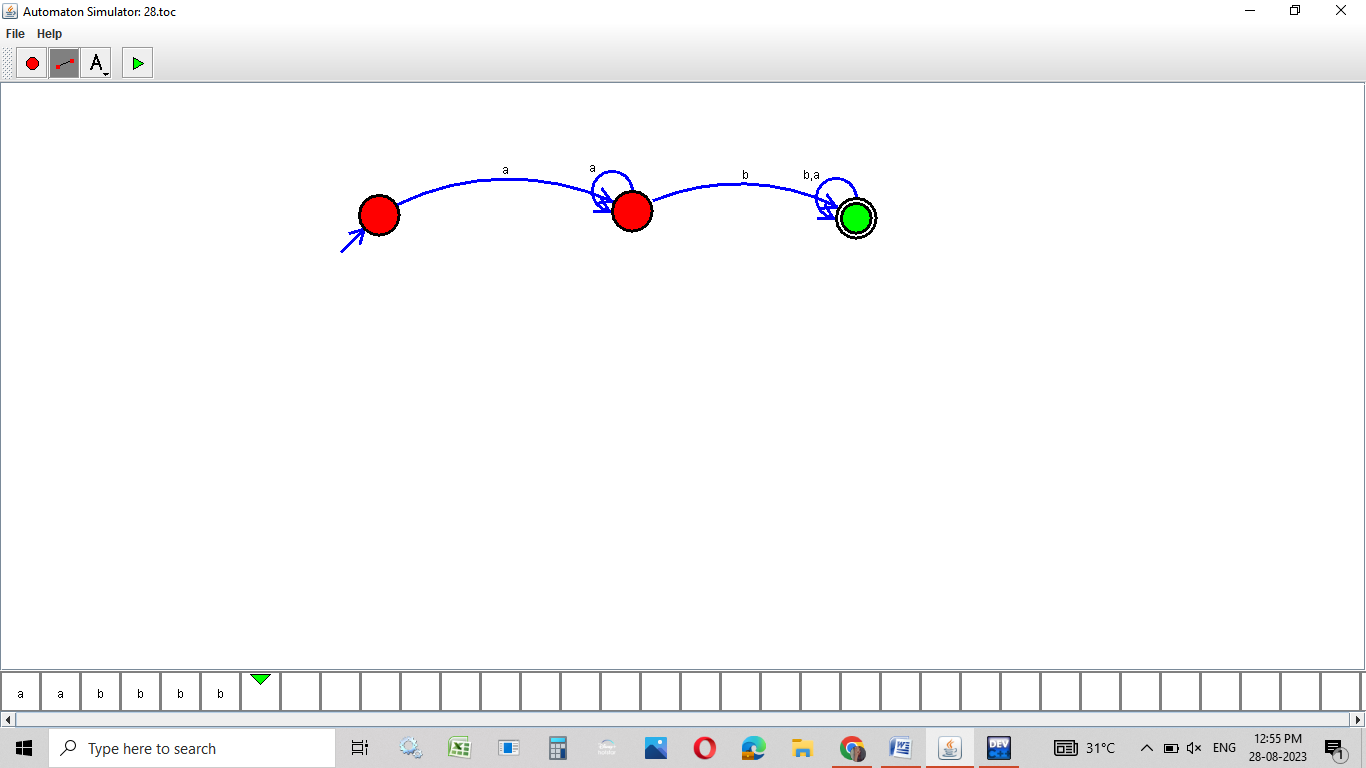 Automaton Simulator: 28.toc
File Help
A
a
a
b
b,a
a a b b b b
Type here to search
W
DEV
31°C
ENG
12:55 PM
28-08-2023
1